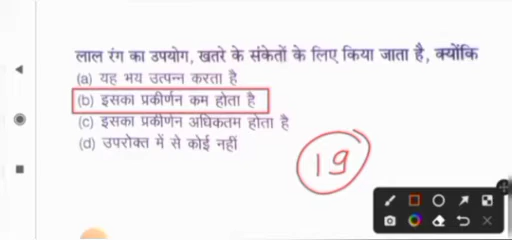 लाल रंग का उपयोग, खतरे के संकेतों के लिए किया जाता है, क्योंकि
(a) यह भय उत्पन्न करता है
(b) इसका प्रकीर्णन कम होता है
(c) इसका प्रकीर्णन अधिकतम होता है
(d) उपरोक्त में से कोई नहीं
19